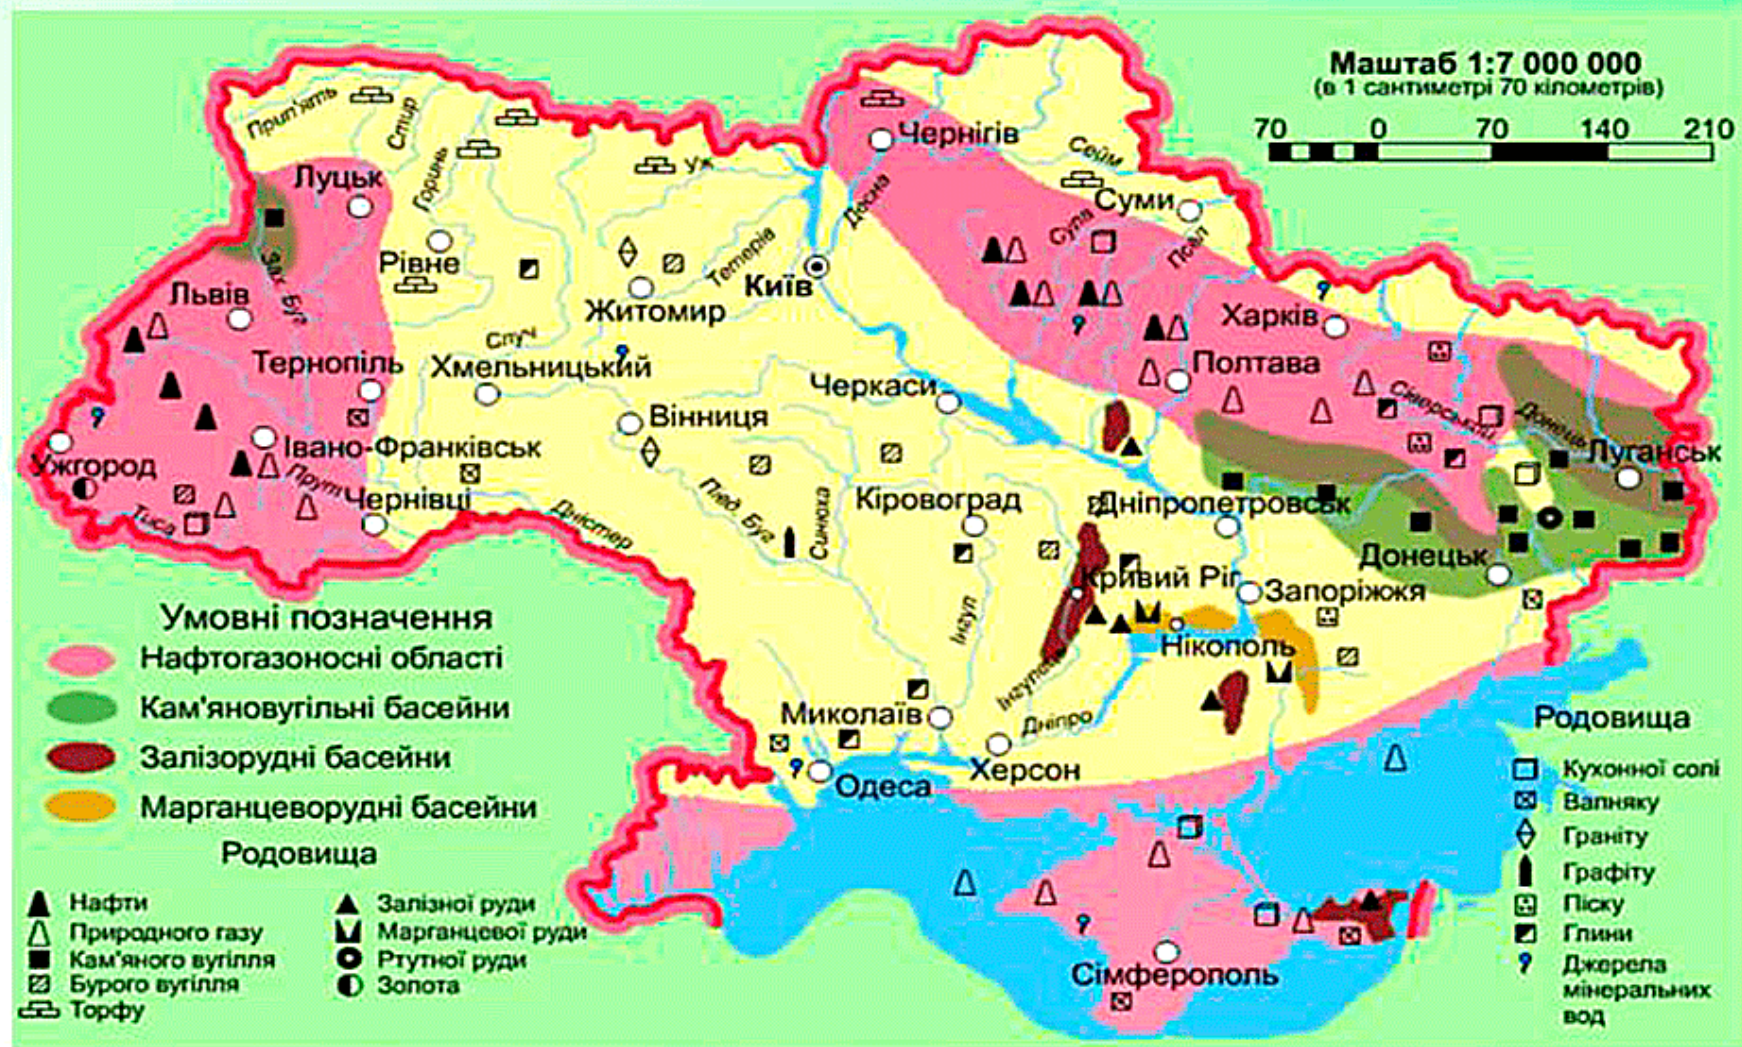 Маштаб 1:7 000 000
(в 1 сантиметрі 70 кілометрів)
70 0 70 140 210
Прип'ять
Стир
Горинь
Уж
Чернігів
Сейм
Десна
Суми
Луцьк
Сула
Псел
Рівне
Зах. Буг
Тетерів
Київ
Львів
Житомир
Харків
Случ
Тернопіль
Хмельницький
Полтава
Черкаси
Вінниця
Сіверський
Донець
Івано-Франківськ
Луганськ
Ужгород
Прут
Чернівці
Тиса
Дністер
Півд. Буг
Синюха
Кіровоград
Дніпропетровськ
Донецьк
Кривий Ріг
Запоріжжя
Інгул
Нікополь
Інгулець
Миколаїв
Дніпро
Херсон
Одеса
Сімферополь
Умовні позначення
Нафтогазоносні області
Кам'яновугільні басейни
Залізорудні басейни
Марганцеворудні басейни
Родовища
Нафти
Природного газу
Кам'яного вугілля
Бурого вугілля
Торфу
Залізної руди
Марганцевої руди
Ртутної руди
Золота
Родовища
Кухонної солі
Вапняку
Граніту
Графіту
Піску
Глини
Джерела
мінеральних
вод